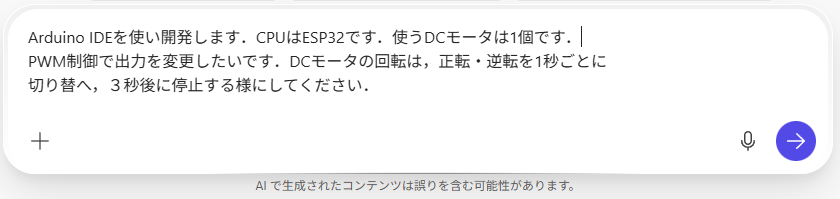 Arduino IDEを使い開発します．CPUはESP32です．使うDCモータは1個です．
PWM制御で出力を変更したいです．DCモータの回転は，正転・逆転を1秒ごとに
切り替へ，３秒後に停止する様にしてください．
AI で生成されたコンテンツは誤りを含む可能性があります。